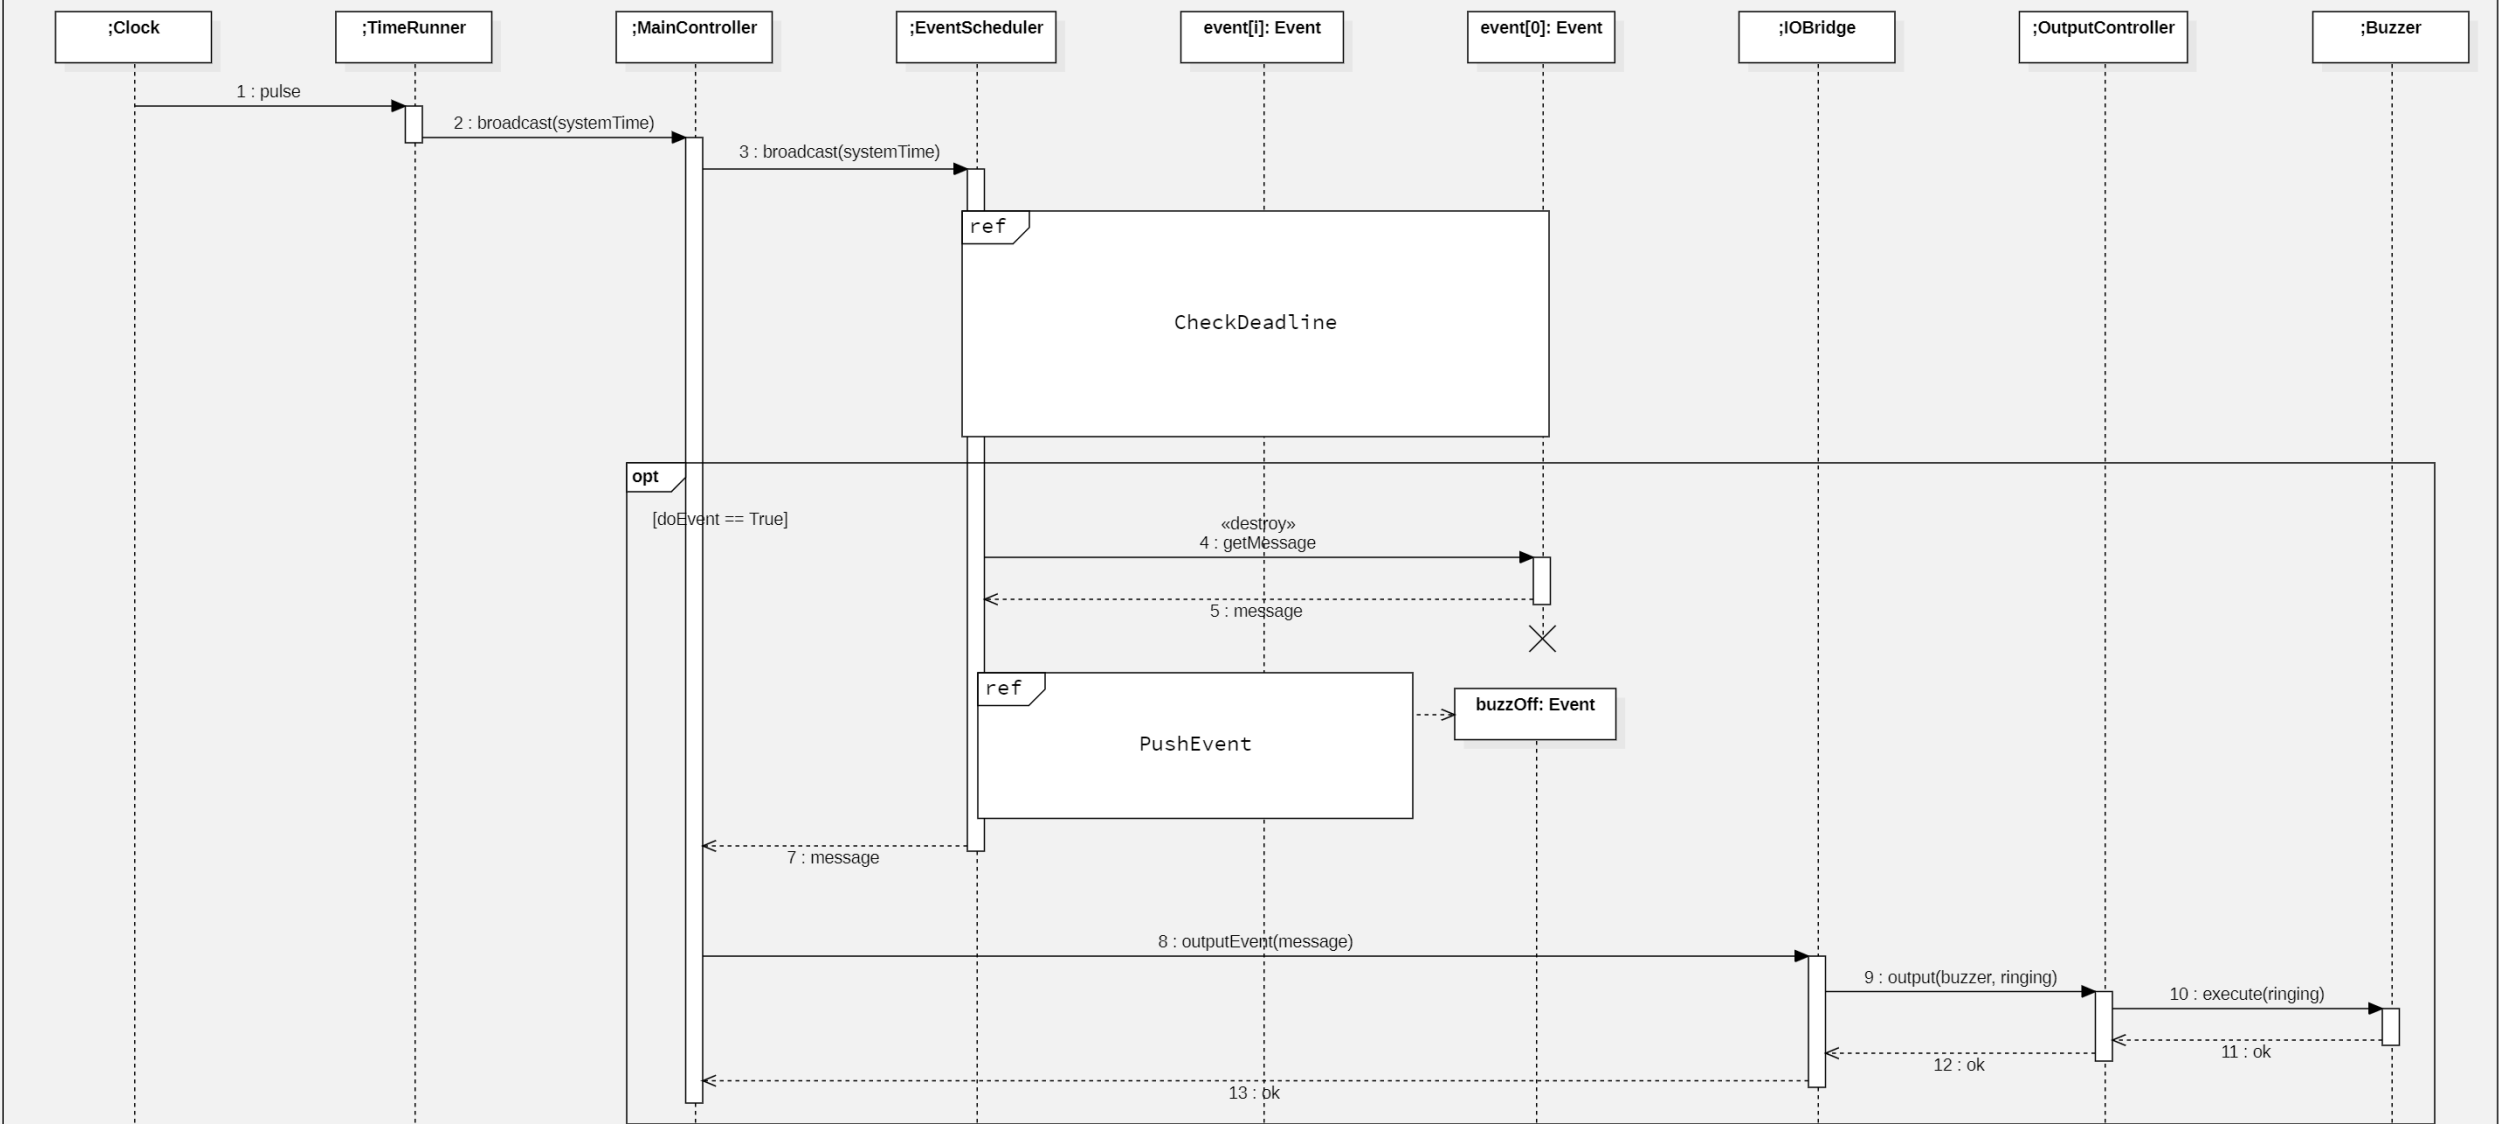 ;Clock
;TimeRunner
;MainController
;EventScheduler
event[i]: Event
event[0]: Event
;IOBridge
;OutputController
;Buzzer
1 : pulse
2 : broadcast(systemTime)
3 : broadcast(systemTime)
ref
CheckDeadline
opt
[doEvent == True]
«destroy»
4 : getMessage
5 : message
ref
buzzOff: Event
PushEvent
7 : message
8 : outputEvent(message)
9 : output(buzzer, ringing)
10 : execute(ringing)
11 : ok
12 : ok
13 : ok